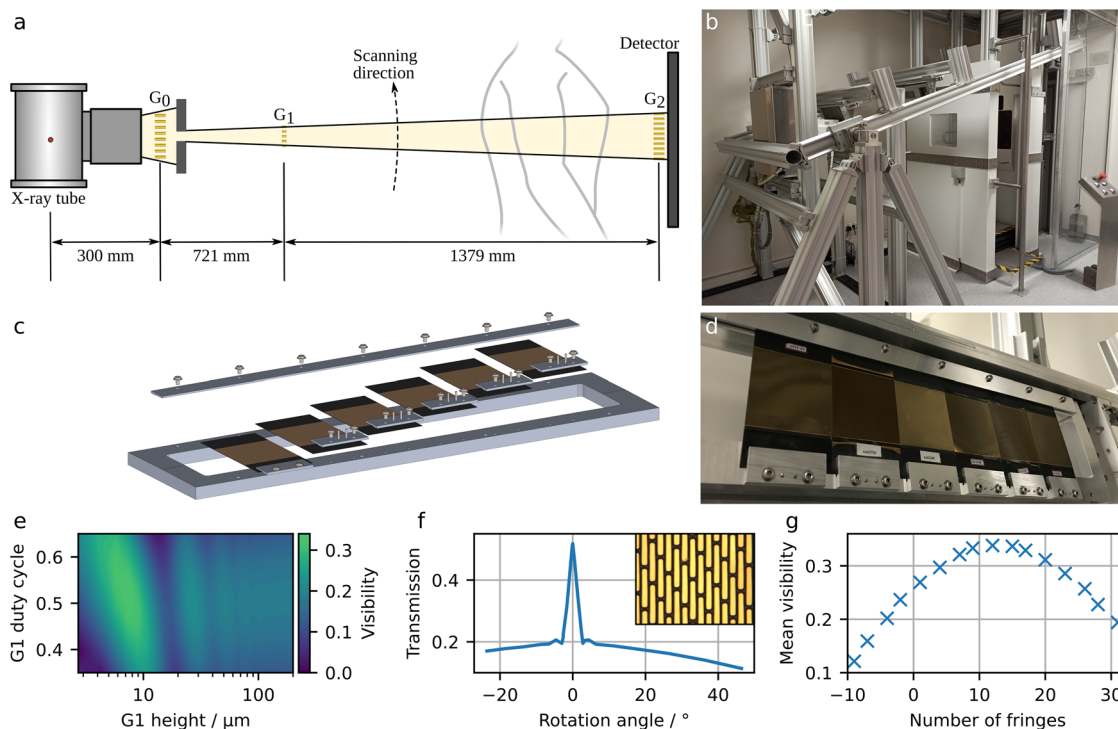 a
Scanning
direction
Detector
G0
G1
G2
X-ray tube
300 mm
721 mm
1379 mm
b
c
d
e
G1 duty cycle
0.6
0.5
0.4
10
100
G1 height / µm
0.3
0.2
0.1
0.0
Visibility
f
Transmission
0.4
0.2
−20
0
20
40
Rotation angle / °
g
Mean visibility
0.3
0.2
0.1
−10
0
10
20
30
Number of fringes